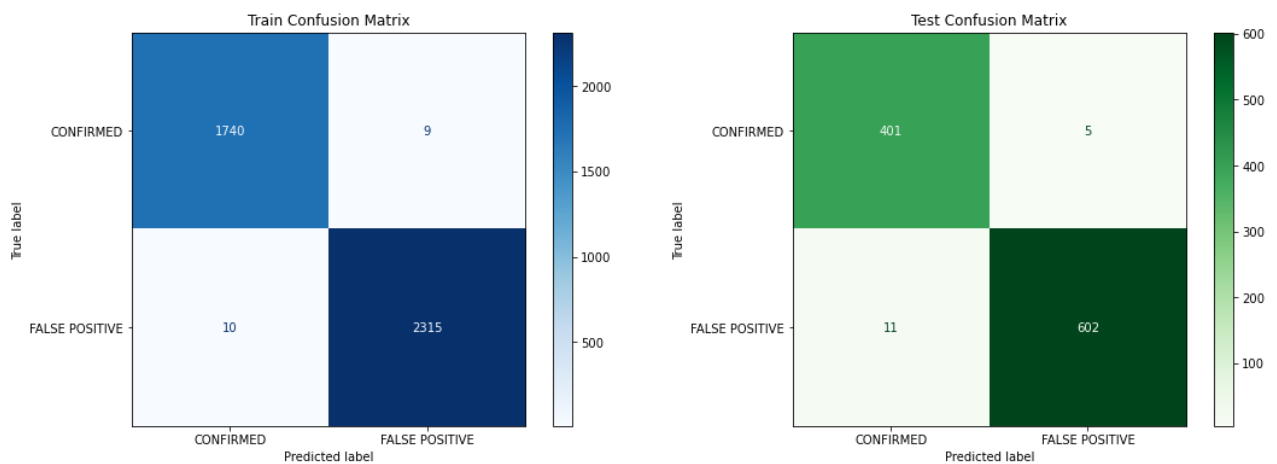 Train Confusion Matrix
CONFIRMED
1740
9
FALSE POSITIVE
10
2315
True label
CONFIRMED
FALSE POSITIVE
Predicted label
2000
1500
1000
500
Test Confusion Matrix
CONFIRMED
401
5
FALSE POSITIVE
11
602
True label
CONFIRMED
FALSE POSITIVE
Predicted label
600
500
400
300
200
100